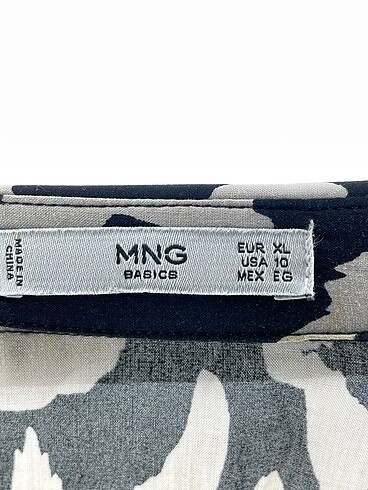 MADE IN
CHINA
MNG
BASICS
EUR XL
USA 10
MEX EG